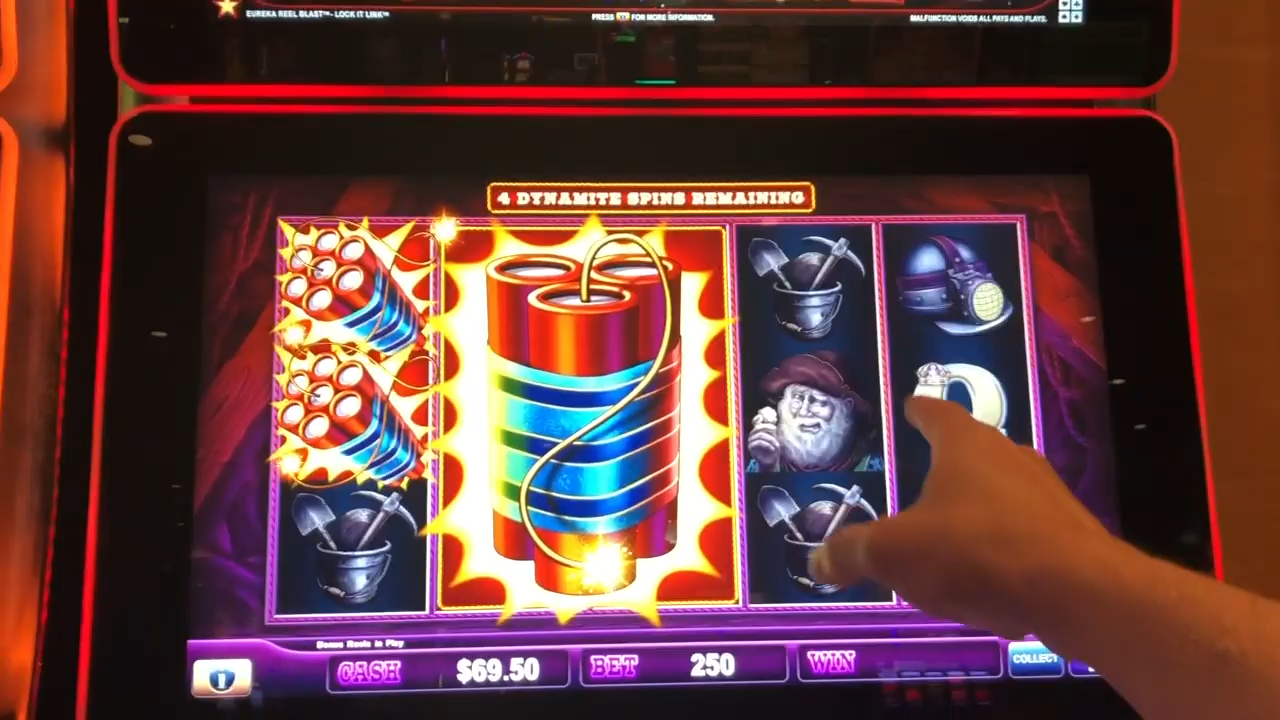 EUREKA REEL BLAST™ - LOCK IT LINK™
PRESS FOR MORE INFORMATION.
MALFUNCTION VOIDS ALL PAYS AND PLAYS.
4 DYNAMITE SPINS REMAINING
Q
Bonus Reels in Play
CASH $69.50 BET 250 WIN COLLECT